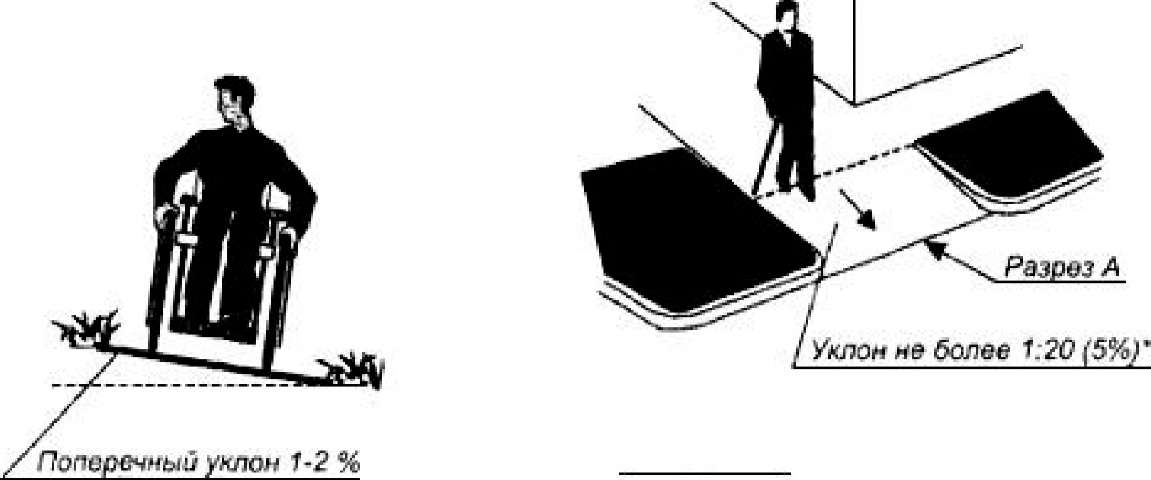 Разрез А
Уклон не более 1:20 (5%)*
Поперечный уклон 1-2 %